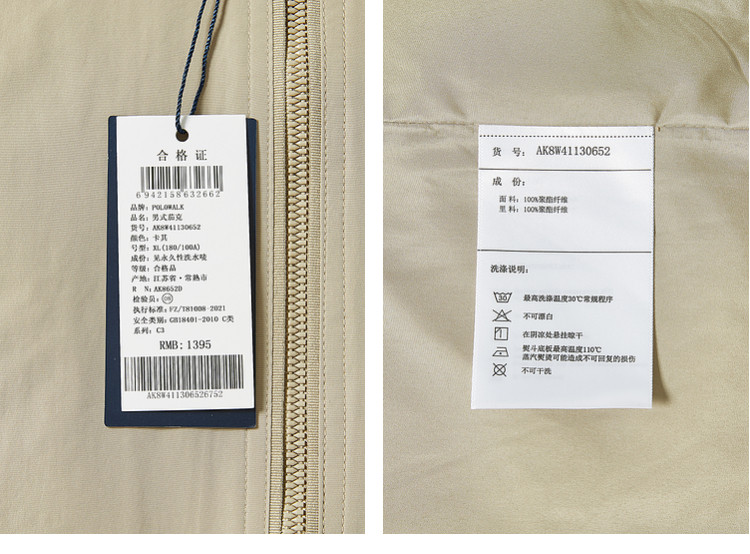 合格证
6942158632662
品牌: POLOWALK
品名: 男式茄克
货号: AK8W41130652
颜色: 卡其
号型: XL(180/100A)
成份: 见永久性洗水唛
等级: 合格品
产地: 江苏省·常熟市
R N: AK8652D
检验员: 08
执行标准: FZ/T81008-2021
安全类别: GB18401-2010 C类
系列: C3
RMB: 1395
AK8W411306526752
货 号: AK8W41130652
成 份:
面 料: 100%聚酯纤维
里 料: 100%聚酯纤维
洗涤说明:
30 最高洗涤温度30℃常规程序
不可漂白
在阴凉处悬挂晾干
熨斗底板最高温度110℃
蒸汽熨烫可能造成不可回复的损伤
不可干洗